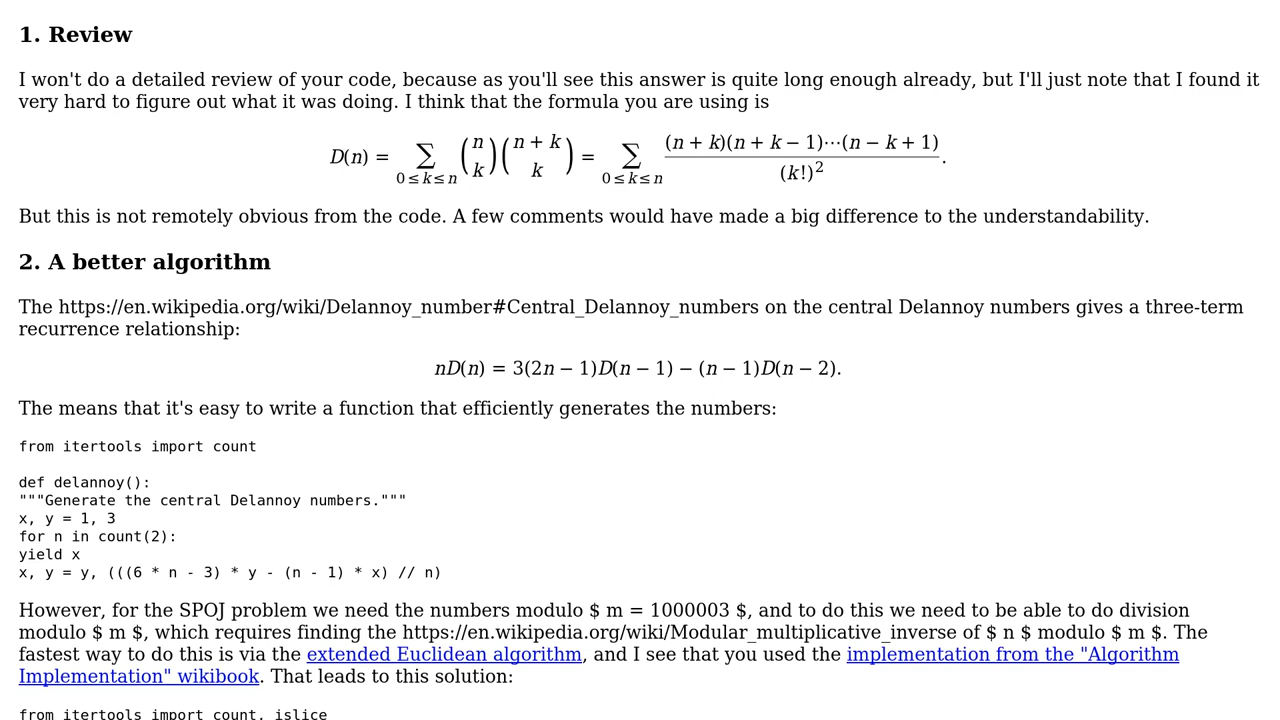 1. Review
I won't do a detailed review of your code, because as you'll see this answer is quite long enough already, but I'll just note that I found it
very hard to figure out what it was doing. I think that the formula you are using is
D(n) = ∑_{0≤k≤n} (n k)(n + k k) = ∑_{0≤k≤n} (n + k)(n + k − 1)⋯(n − k + 1) / (k!)².
But this is not remotely obvious from the code. A few comments would have made a big difference to the understandability.
2. A better algorithm
The https://en.wikipedia.org/wiki/Delannoy_number#Central_Delannoy_numbers on the central Delannoy numbers gives a three-term
recurrence relationship:
nD(n) = 3(2n − 1)D(n − 1) − (n − 1)D(n − 2).
The means that it's easy to write a function that efficiently generates the numbers:
from itertools import count
def delannoy():
"""Generate the central Delannoy numbers."""
x, y = 1, 3
for n in count(2):
yield x
x, y = y, (((6 * n - 3) * y - (n - 1) * x) // n)
However, for the SPOJ problem we need the numbers modulo $ m = 1000003 $, and to do this we need to be able to do division
modulo $ m $, which requires finding the https://en.wikipedia.org/wiki/Modular_multiplicative_inverse of $ n $ modulo $ m $. The
fastest way to do this is via the extended Euclidean algorithm, and I see that you used the implementation from the "Algorithm
Implementation" wikibook. That leads to this solution:
from itertools import count, islice